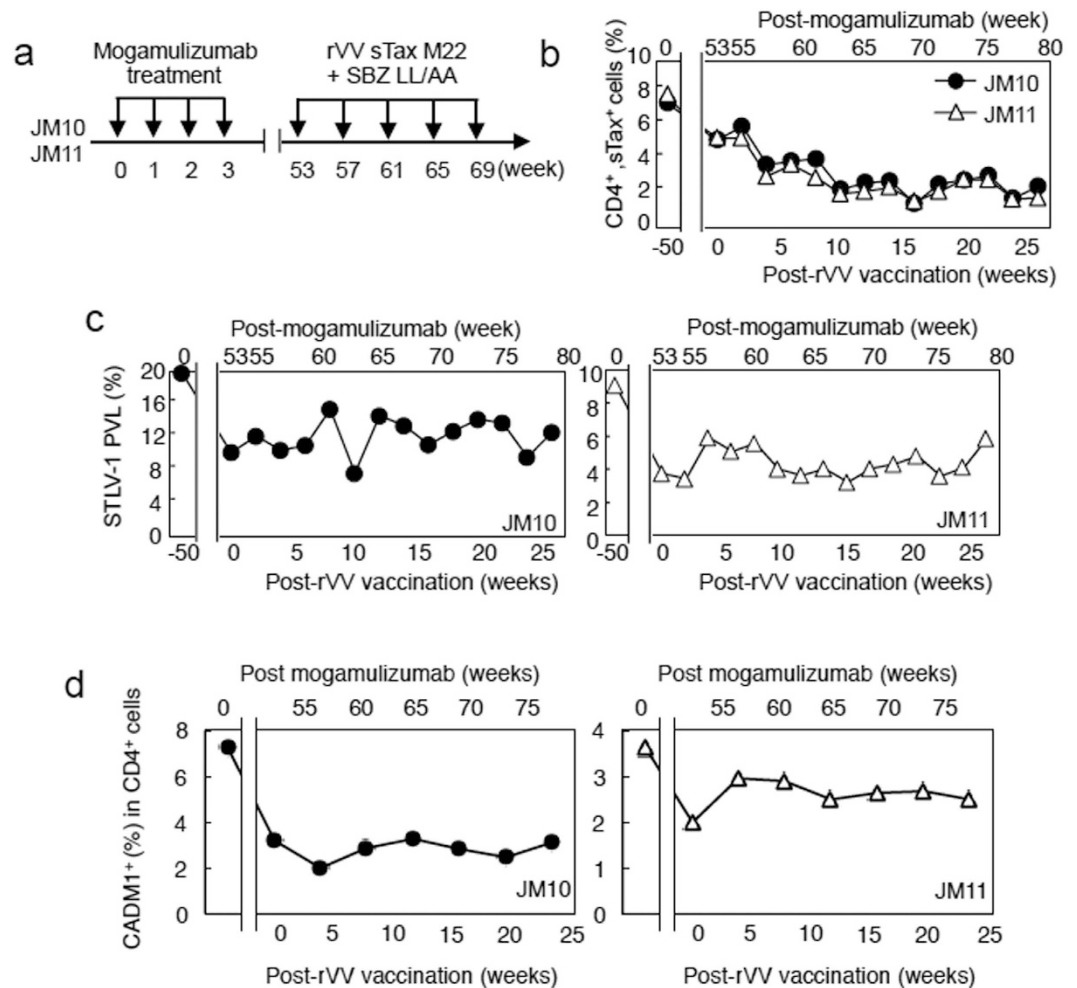 a
Mogamulizumab treatment
rVV sTax M22 + SBZ LL/AA
JM10
JM11
0 1 2 3 53 57 61 65 69 (week)
b
Post-mogamulizumab (week)
0 53 55 60 65 70 75 80
CD4⁺,sTax⁺ cells (%)
10
8
6
4
2
0
JM10
JM11
-50 0 5 10 15 20 25
Post-rVV vaccination (weeks)
c
Post-mogamulizumab (week)
0 53 55 60 65 70 75 80
STLV-1 PVL (%)
20
16
12
8
4
0
JM10
-50 0 5 10 15 20 25
Post-rVV vaccination (weeks)
Post-mogamulizumab (week)
0 53 55 60 65 70 75 80
10
8
6
4
2
0
JM11
-50 0 5 10 15 20 25
Post-rVV vaccination (weeks)
d
Post mogamulizumab (weeks)
0 55 60 65 70 75
CADM1⁺ (%) in CD4⁺ cells
8
6
4
2
0
JM10
0 5 10 15 20 25
Post-rVV vaccination (weeks)
Post mogamulizumab (weeks)
0 55 60 65 70 75
4
3
2
1
0
JM11
0 5 10 15 20 25
Post-rVV vaccination (weeks)